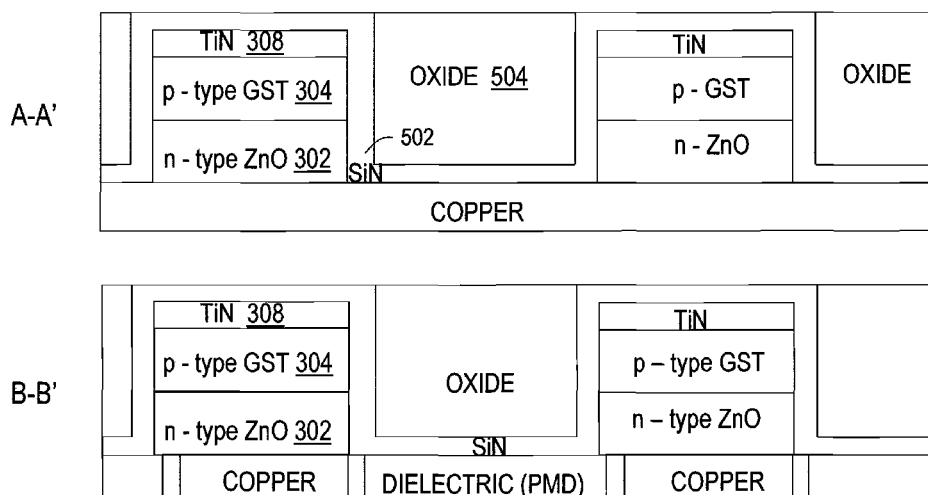 TiN 308
TiN
p - type GST 304
OXIDE 504
p - GST
OXIDE
A-A'
502
n - type ZnO 302
n - ZnO
SiN
COPPER
TiN 308
TiN
p - type GST 304
p – type GST
OXIDE
B-B'
n - type ZnO 302
n – type ZnO
SiN
COPPER
DIELECTRIC (PMD)
COPPER